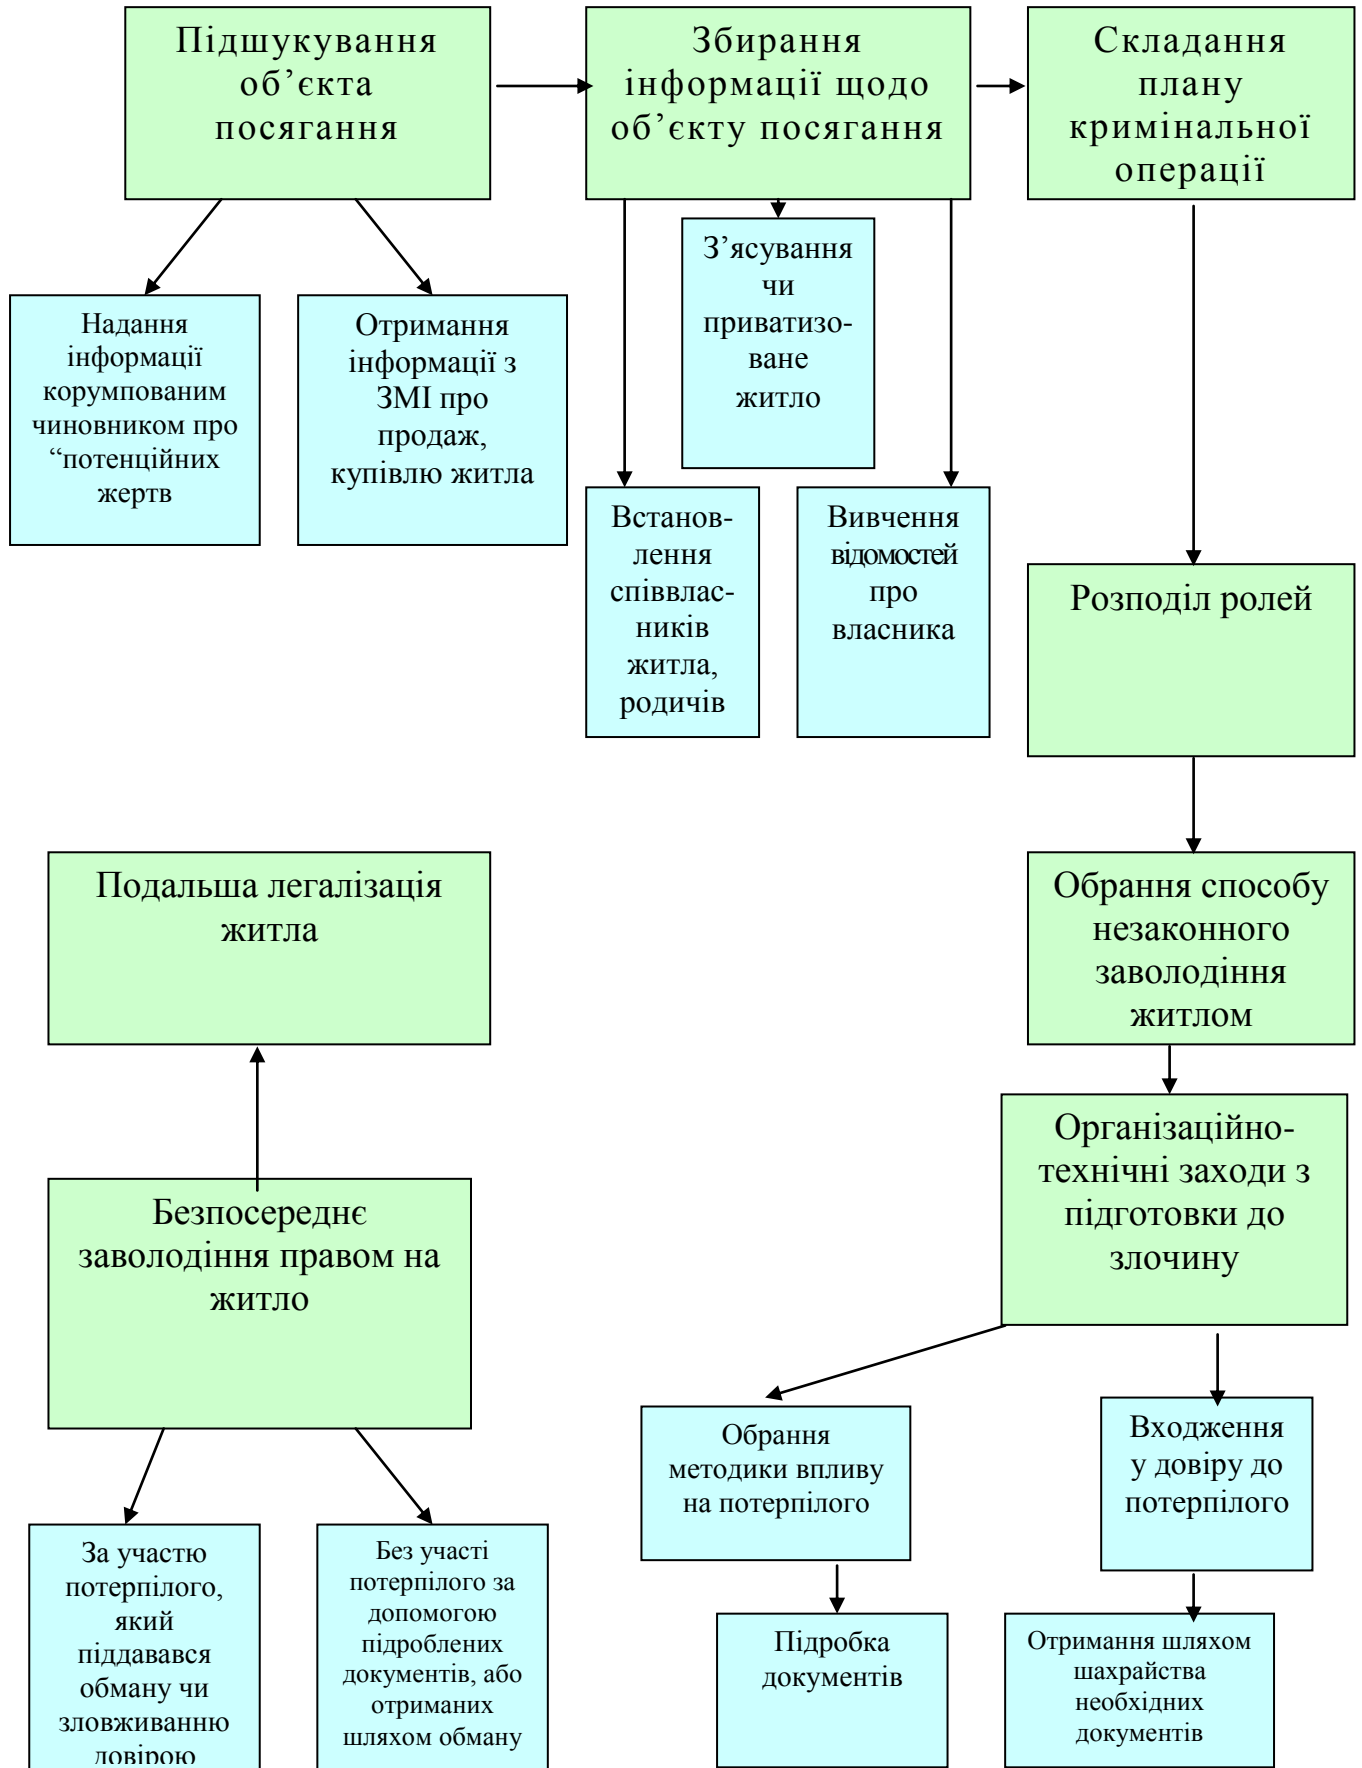 Підшукування
об’єкта
посягання
Збирання
інформації щодо
об’єкту посягання
Складання
плану
кримінальної
операції
Надання
інформації
корумпованим
чиновником про
“потенційних
жертв
Отримання
інформації з
ЗМІ про
продаж,
купівлю житла
З’ясування
чи
приватизо-
ване
житло
Встанов-
лення
співвлас-
ників
житла,
родичів
Вивчення
відомостей
про
власника
Розподіл ролей
Подальша легалізація
житла
Обрання способу
незаконного
заволодіння
житлом
Організаційно-
технічні заходи з
підготовки до
злочину
Безпосереднє
заволодіння правом на
житло
Обрання
методики впливу
на потерпілого
Входження
у довіру до
потерпілого
За участю
потерпілого,
який
піддавався
обману чи
зловживанню
довірою
Без участі
потерпілого за
допомогою
підроблених
документів, або
отриманих
шляхом обману
Підробка
документів
Отримання шляхом
шахрайства
необхідних
документів